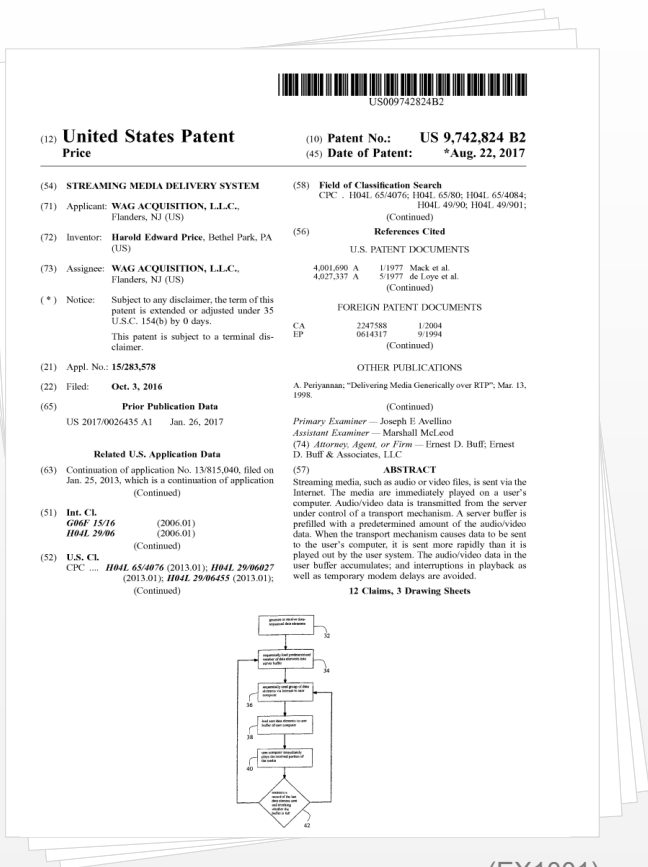 US009742824B2
(12) United States Patent
Price
(10) Patent No.: US 9,742,824 B2
(45) Date of Patent: *Aug. 22, 2017
(54) STREAMING MEDIA DELIVERY SYSTEM
(71) Applicant: WAG ACQUISITION, L.L.C.,
Flanders, NJ (US)
(72) Inventor: Harold Edward Price, Bethel Park, PA
(US)
(73) Assignee: WAG ACQUISITION, L.L.C.,
Flanders, NJ (US)
(*) Notice: Subject to any disclaimer, the term of this
patent is extended or adjusted under 35
U.S.C. 154(b) by 0 days.
This patent is subject to a terminal dis-
claimer.
(21) Appl. No.: 15/283,578
(22) Filed: Oct. 3, 2016
(65) Prior Publication Data
US 2017/0026435 A1 Jan. 26, 2017
Related U.S. Application Data
(63) Continuation of application No. 13/815,040, filed on
Jan. 25, 2013, which is a continuation of application
(Continued)
(51) Int. Cl.
G06F 15/16 (2006.01)
H04L 29/06 (2006.01)
(Continued)
(52) U.S. Cl.
CPC .... H04L 65/4076 (2013.01); H04L 29/06027
(2013.01); H04L 29/06455 (2013.01);
(Continued)
(58) Field of Classification Search
CPC . H04L 65/4076; H04L 65/80; H04L 65/4084;
H04L 49/90; H04L 49/901;
(Continued)
(56) References Cited
U.S. PATENT DOCUMENTS
4,001,690 A 1/1977 Mack et al.
4,027,337 A 5/1977 de Loye et al.
(Continued)
FOREIGN PATENT DOCUMENTS
CA 2247588 1/2004
EP 0614317 9/1994
(Continued)
OTHER PUBLICATIONS
A. Periyannan; “Delivering Media Generically over RTP”; Mar. 13,
1998.
(Continued)
Primary Examiner — Joseph E Avellino
Assistant Examiner — Marshall McLeod
(74) Attorney, Agent, or Firm — Ernest D. Buff; Ernest
D. Buff & Associates, LLC
(57) ABSTRACT
Streaming media, such as audio or video files, is sent via the
Internet. The media are immediately played on a user’s
computer. Audio/video data is transmitted from the server
under control of a transport mechanism. A server buffer is
prefilled with a predetermined amount of the audio/video
data. When the transport mechanism causes data to be sent
to the user’s computer, it is sent more rapidly than it is
played out by the user system. The audio/video data in the
user buffer accumulates; and interruptions in playback as
well as temporary modem delays are avoided.
12 Claims, 3 Drawing Sheets
32
34
36
38
user computer immediately
plays the received portion of
the media
40
42